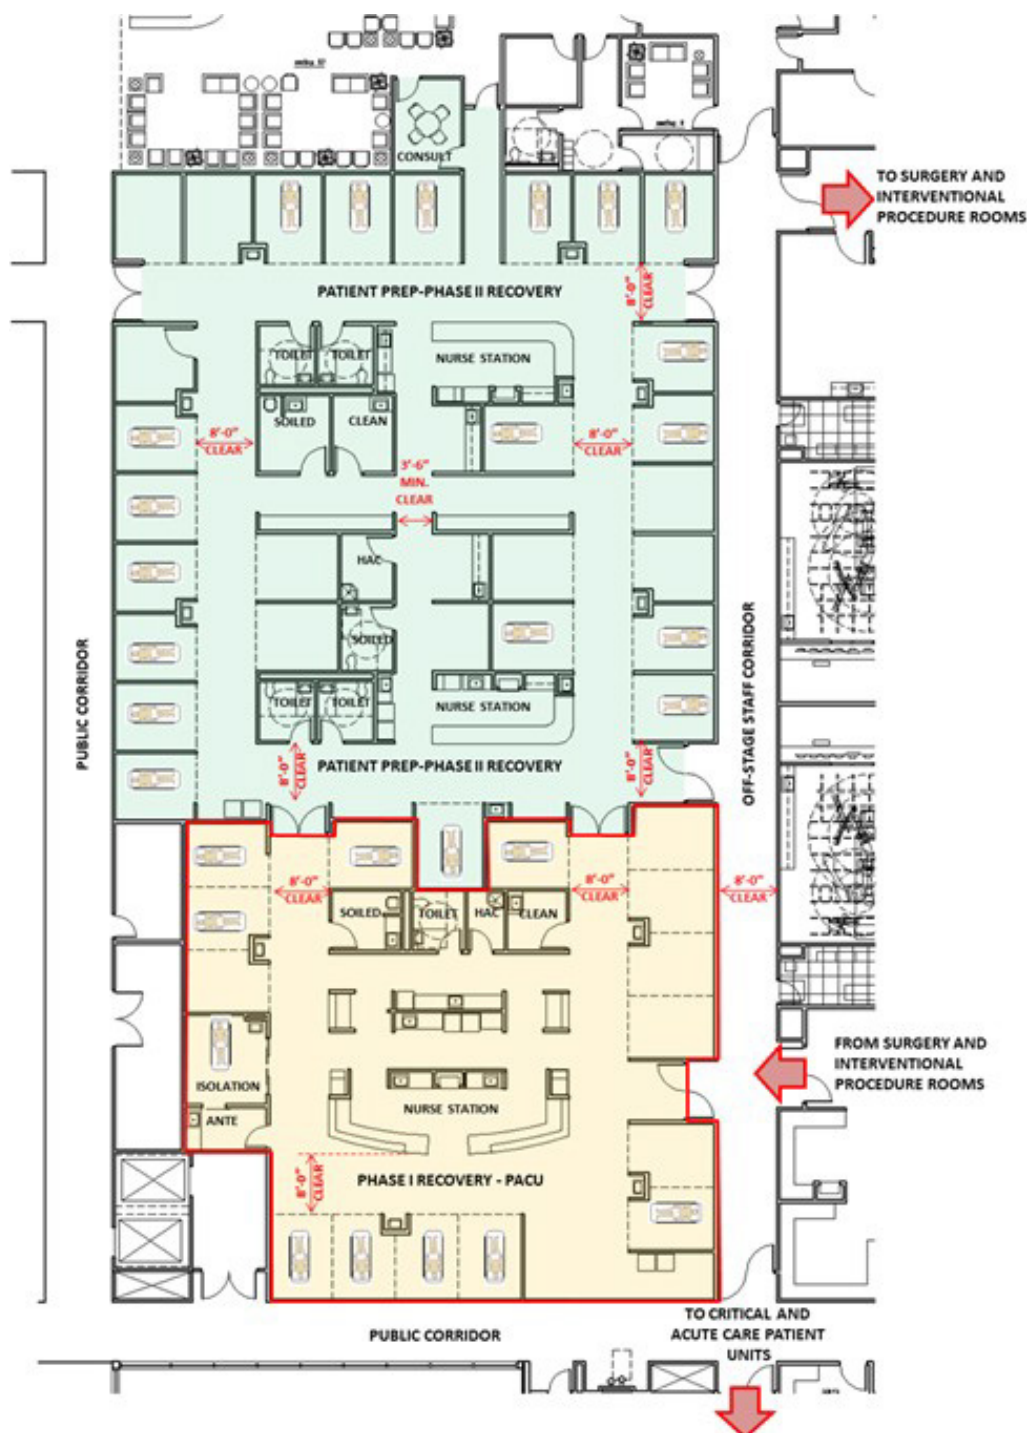 CONSULT
TO SURGERY AND
INTERVENTIONAL
PROCEDURE ROOMS
PATIENT PREP-PHASE II RECOVERY
8'-0"
CLEAR
TOILET
TOILET
NURSE STATION
SOILED
CLEAN
8'-0"
CLEAR
8'-0"
CLEAR
3'-6"
MIN.
CLEAR
HAC
SOILED
PUBLIC CORRIDOR
OFF-STAGE STAFF CORRIDOR
TOILET
TOILET
NURSE STATION
PATIENT PREP-PHASE II RECOVERY
8'-0"
CLEAR
8'-0"
CLEAR
8'-0"
CLEAR
8'-0"
CLEAR
8'-0"
CLEAR
SOILED
TOILET
HAC
CLEAN
FROM SURGERY AND
INTERVENTIONAL
PROCEDURE ROOMS
ISOLATION
ANTE
NURSE STATION
8'-0"
CLEAR
PHASE I RECOVERY - PACU
PUBLIC CORRIDOR
TO CRITICAL AND
ACUTE CARE PATIENT
UNITS